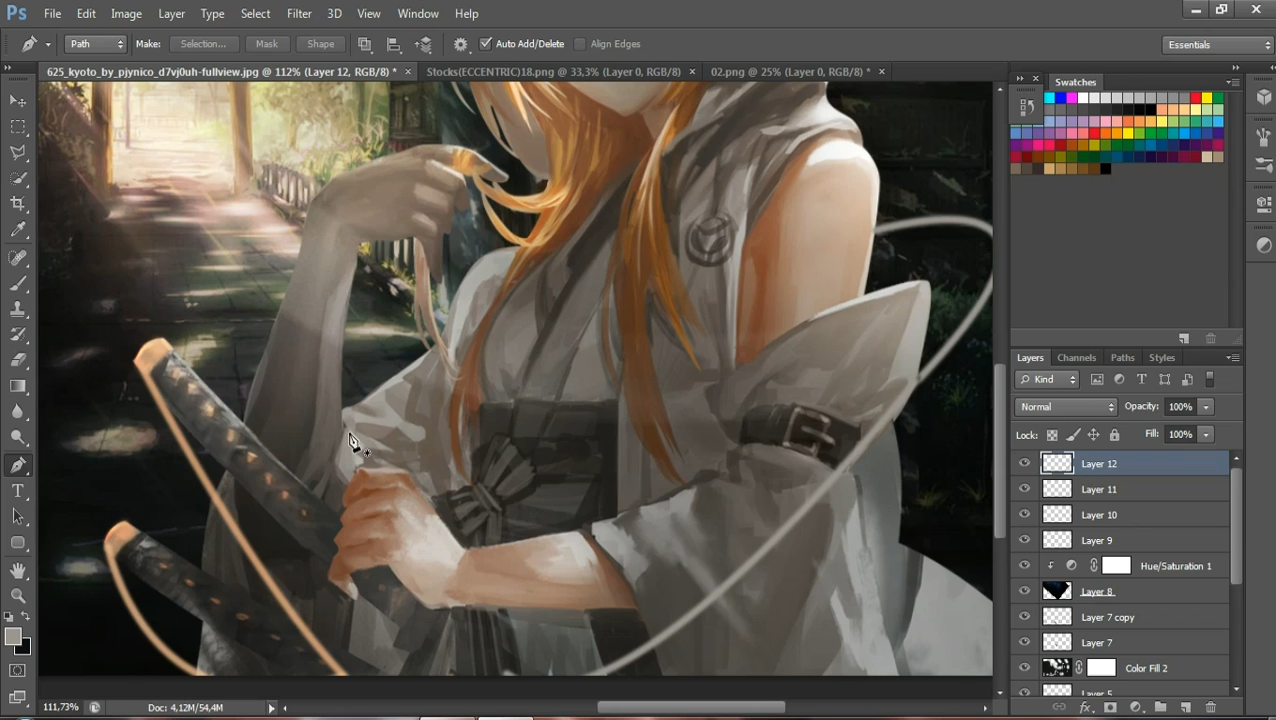 Ps File Edit Image Layer Type Select Filter 3D View Window Help
Path Make: Selection... Mask Shape Auto Add/Delete Align Edges Essentials
625_kyoto_by_pjynico_d7vj0uh-fullview.jpg @ 112% (Layer 12, RGB/8) * × Stocks(ECCENTRIC)18.png @ 33,3% (Layer 0, RGB/8) × 02.png @ 25% (Layer 0, RGB/8) * ×
Swatches
Layers Channels Paths Styles
Kind
Normal Opacity: 100%
Lock: Fill: 100%
Layer 12
Layer 11
Layer 10
Layer 9
Hue/Saturation 1
Layer 8
Layer 7 copy
Layer 7
Color Fill 2
Layer 5
111,73% Doc: 4,12M/54,4M
fx